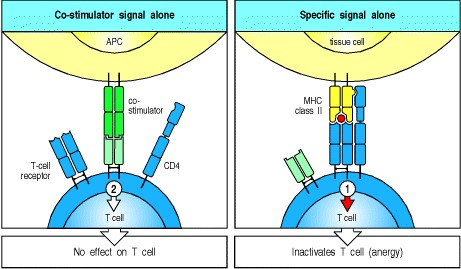 Co-stimulator signal alone
APC
co-
stimulator
T-cell
receptor
CD4
2
T cell
No effect on T cell
Specific signal alone
tissue cell
MHC
class II
1
T cell
Inactivates T cell (anergy)